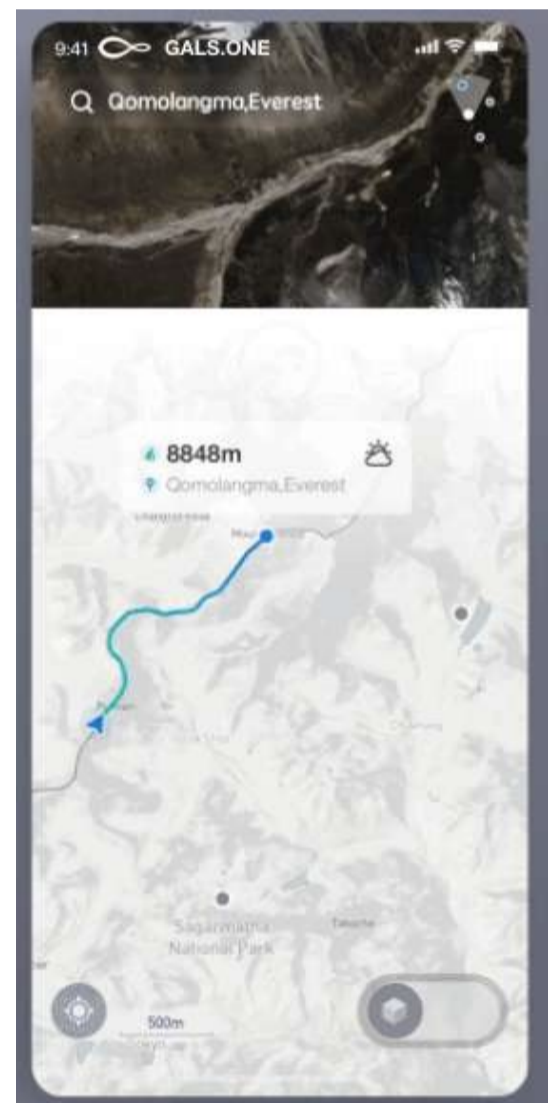 9:41 GALS.ONE
Qomolangma,Everest
8848m
Qomolangma,Everest
Sagarmatha
National Park
500m